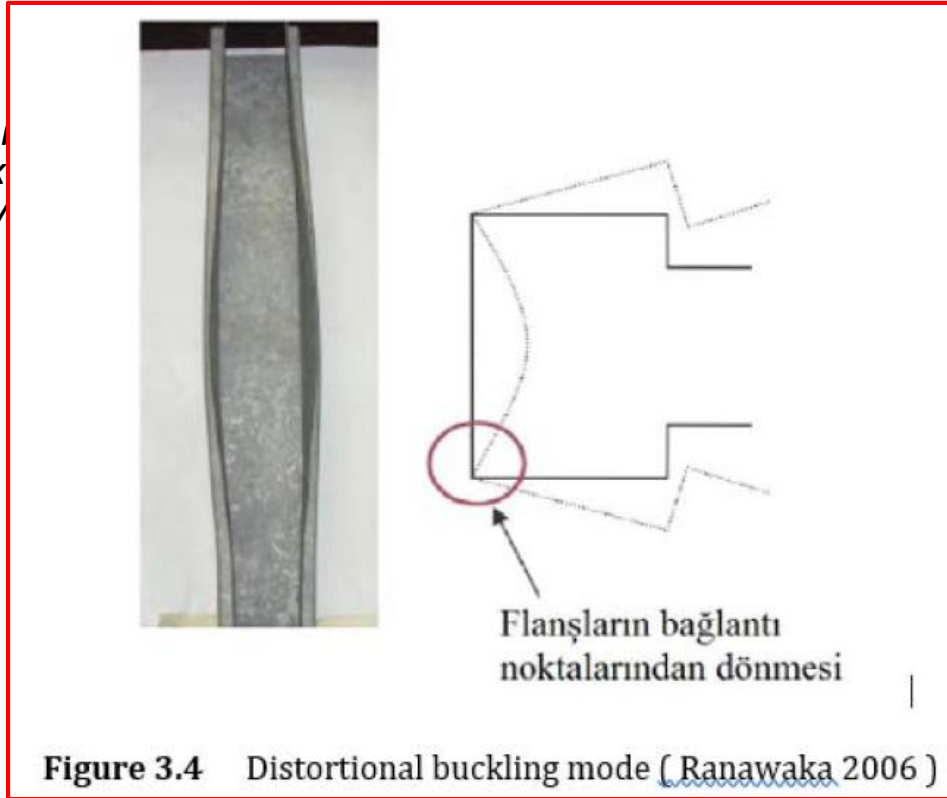 Flanşların bağlantı
noktalarından dönmesi
Figure 3.4 Distortional buckling mode ( Ranawaka 2006 )